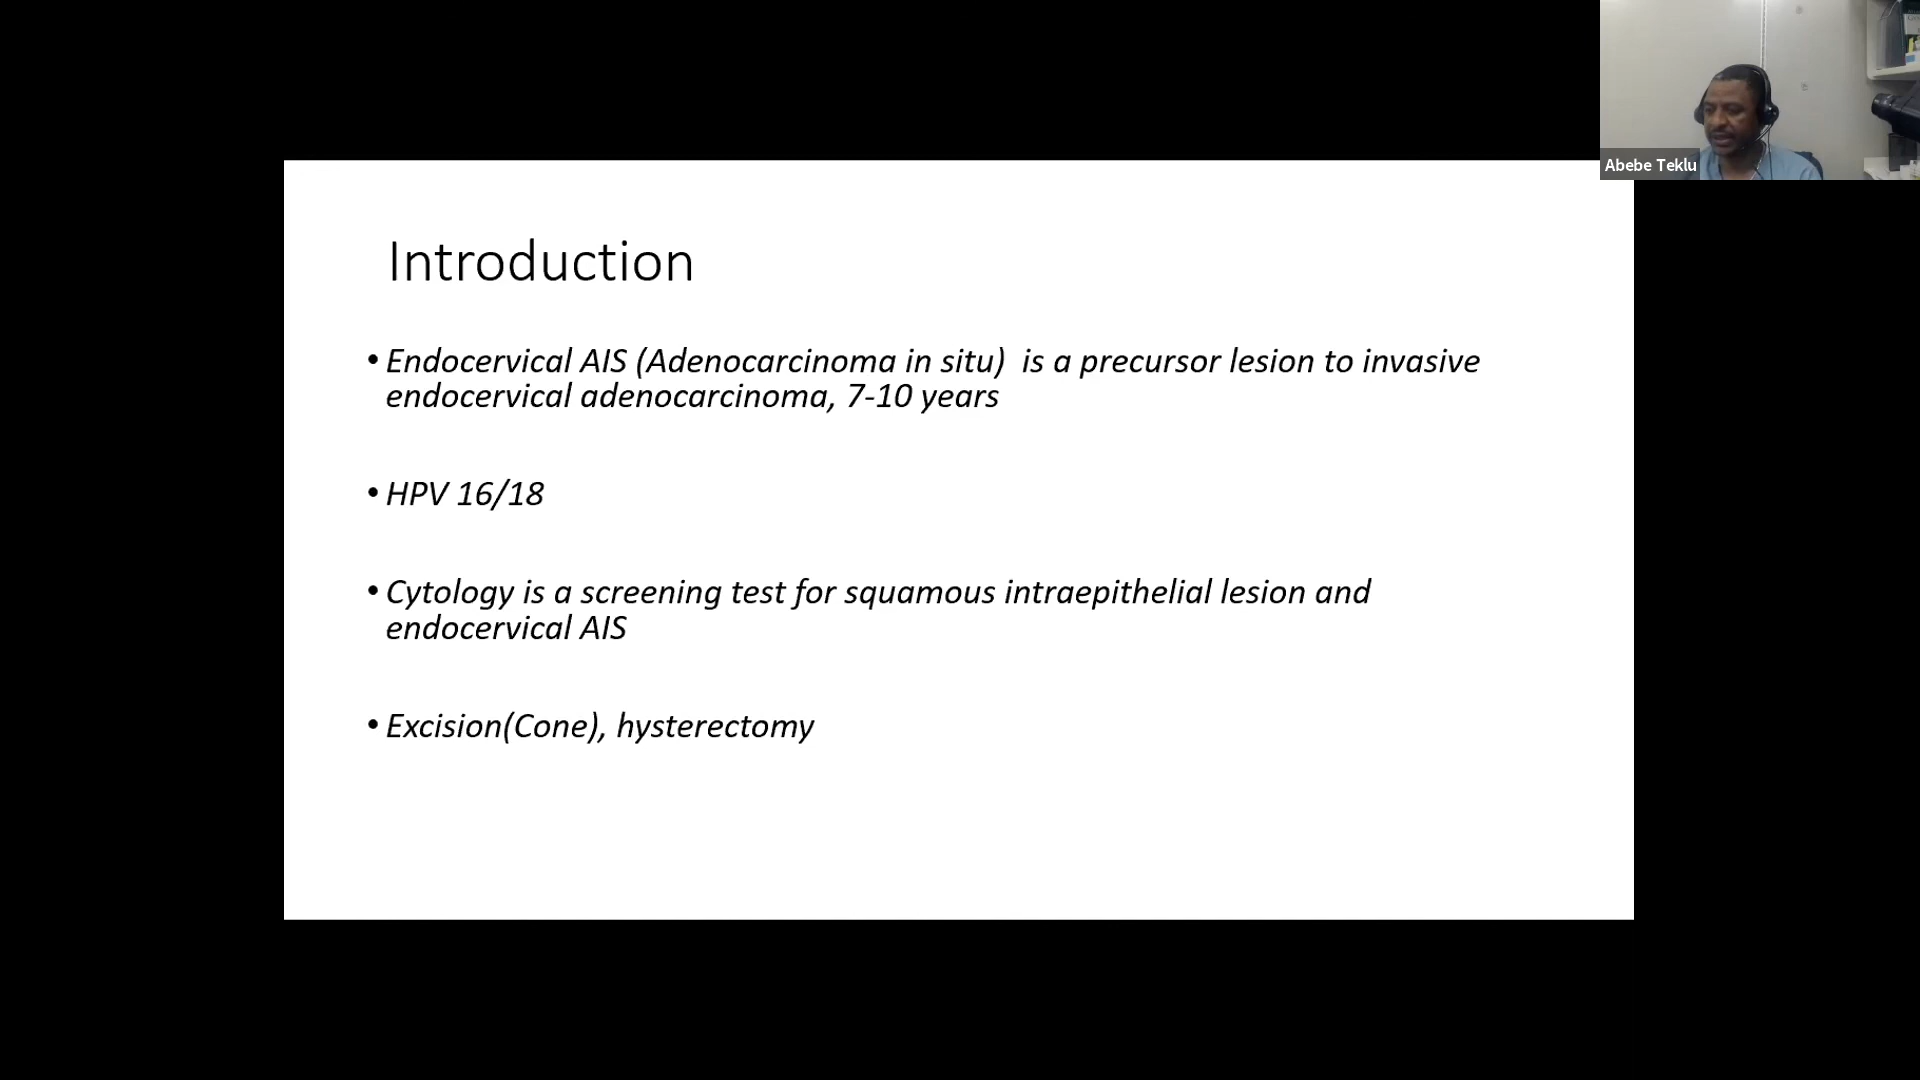 Abebe Teklu
Introduction
• Endocervical AIS (Adenocarcinoma in situ)  is a precursor lesion to invasive
endocervical adenocarcinoma, 7-10 years
• HPV 16/18
• Cytology is a screening test for squamous intraepithelial lesion and
endocervical AIS
• Excision(Cone), hysterectomy